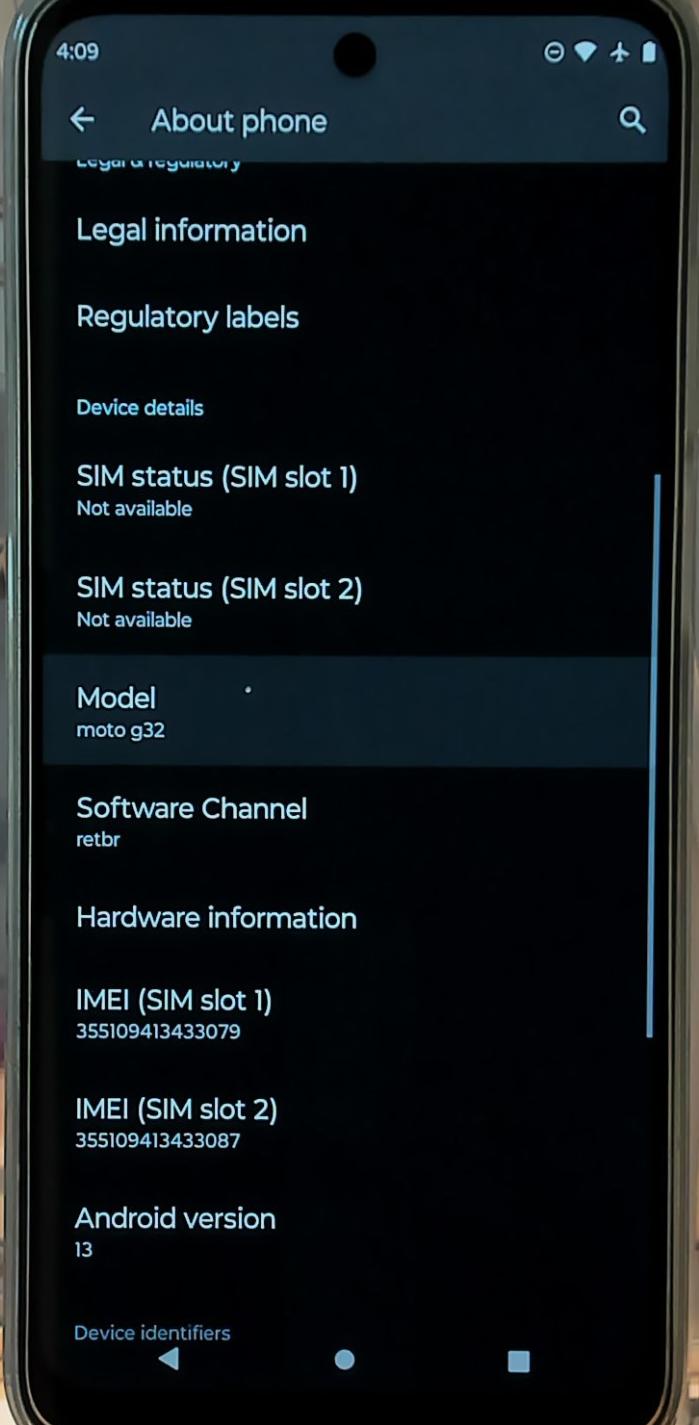 4:09
About phone
Legal & regulatory
Legal information
Regulatory labels
Device details
SIM status (SIM slot 1)
Not available
SIM status (SIM slot 2)
Not available
Model
moto g32
Software Channel
retbr
Hardware information
IMEI (SIM slot 1)
355109413433079
IMEI (SIM slot 2)
355109413433087
Android version
13
Device identifiers